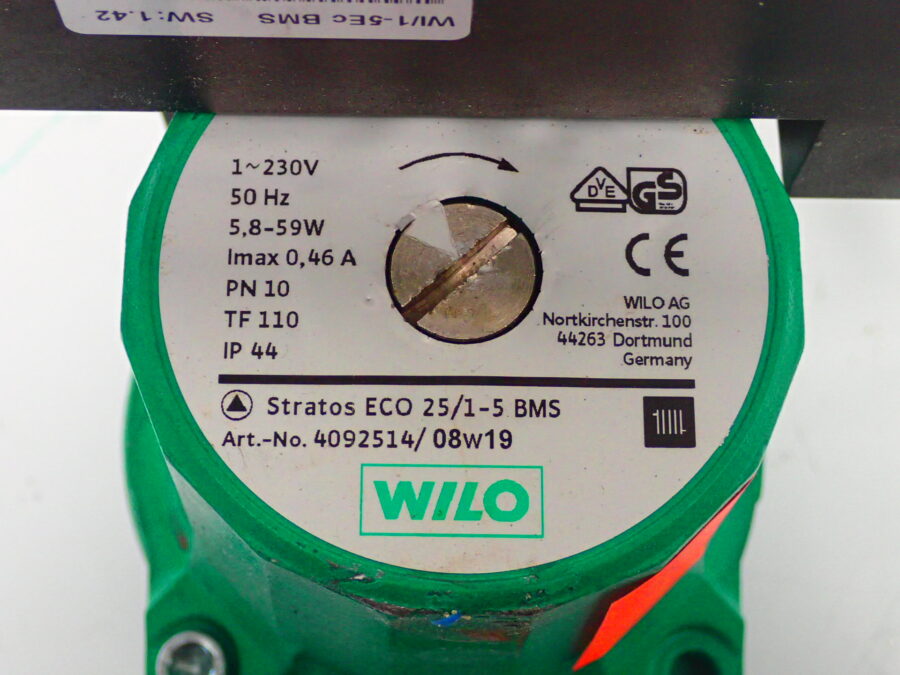 WI/1-5Ec BMS SW:1.42
1~230V
50 Hz
5,8-59W
Imax 0,46 A
PN 10
TF 110
IP 44
DVE
GS
CE
WILO AG
Nortkirchenstr. 100
44263 Dortmund
Germany
Stratos ECO 25/1-5 BMS
Art.-No. 4092514/ 08W19
WILO